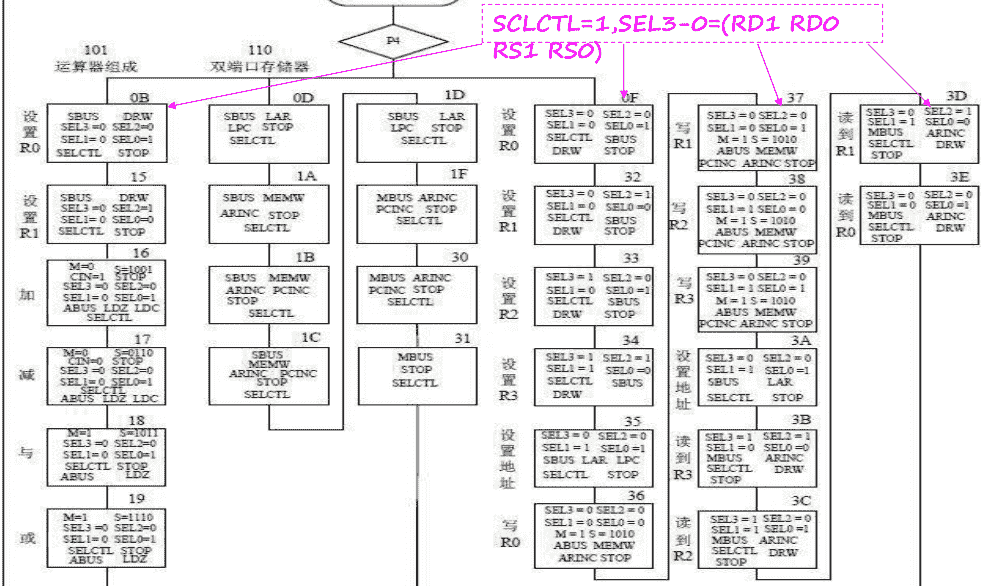 SCLCTL=1,SEL3-0=(RD1 RD0
RS1 RS0)
P4
101
运算器组成
110
双端口存储器
0B
设置R0
SBUS DRW
SEL3 =0 SEL2=0
SEL1= 0 SEL0=1
SELCTL STOP
15
设置R1
SBUS DRW
SEL3 =0 SEL2=1
SEL1= 0 SEL0=0
SELCTL STOP
16
加
M=0 S=1001
CIN=1 STOP
SEL3 =0 SEL2=0
SEL1= 0 SEL0=1
ABUS LDZ LDC
SELCTL
17
减
M=0 S=0110
CIN=0 STOP
SEL3 =0 SEL2=0
SEL1= 0 SEL0=1
SELCTL
ABUS LDZ LDC
18
与
M=1 S=1011
SEL3 =0 SEL2=0
SEL1= 0 SEL0=1
SELCTL STOP
ABUS LDZ
19
或
M=1 S=1110
SEL3 =0 SEL2=0
SEL1= 0 SEL0=1
SELCTL STOP
ABUS LDZ
0D
SBUS LAR
LPC STOP
SELCTL
1A
SBUS MEMW
ARINC STOP
SELCTL
1B
SBUS MEMW
ARINC PCINC
STOP
SELCTL
1C
SBUS
MEMW
ARINC PCINC
STOP
SELCTL
1D
SBUS LAR
LPC STOP
SELCTL
1F
MBUS ARINC
PCINC STOP
SELCTL
30
MBUS ARINC
PCINC STOP
SELCTL
31
MBUS
STOP
SELCTL
0F
设置R0
SEL3 = 0 SEL2 = 0
SEL1 = 0 SEL0 =1
SELCTL SBUS
DRW STOP
32
设置R1
SEL3 = 0 SEL2 = 1
SEL1 = 0 SEL0 =0
SELCTL SBUS
DRW STOP
33
设置R2
SEL3 = 1 SEL2 = 0
SEL1 = 0 SEL0 =1
SELCTL SBUS
DRW STOP
34
设置R3
SEL3 = 1 SEL2 = 1
SEL1 = 1 SEL0 =0
SELCTL SBUS
DRW
35
设置地址
SEL3 = 0 SEL2 = 0
SEL1 = 1 SEL0 =1
SBUS LAR LPC
SELCTL STOP
36
写R0
SEL3 = 0 SEL2 = 0
SEL1 = 0 SEL0 = 0
M = 1 S = 1010
ABUS MEMW
ARINC STOP
37
写R1
SEL3 = 0 SEL2 = 0
SEL1 = 0 SEL0 = 1
M = 1 S = 1010
ABUS MEMW
PCINC ARINC STOP
38
写R2
SEL3 = 0 SEL2 = 0
SEL1 = 1 SEL0 = 0
M = 1 S = 1010
ABUS MEMW
PCINC ARINC STOP
39
写R3
SEL3 = 0 SEL2 = 0
SEL1 = 1 SEL0 = 1
M = 1 S = 1010
ABUS MEMW
PCINC ARINC STOP
3A
设置地址
SEL3 = 0 SEL2 = 0
SEL1 = 1 SEL0 =1
SBUS LAR
SELCTL STOP
3B
读到R3
SEL3 = 1 SEL2 = 1
SEL1 = 0 SEL0 =0
MBUS ARINC
SELCTL DRW
STOP
3C
读到R2
SEL3 = 1 SEL2 = 0
SEL1 = 1 SEL0 =1
MBUS ARINC
SELCTL DRW
STOP
3D
读到R1
SEL3 = 0 SEL2 = 1
SEL1 = 1 SEL0 =0
MBUS ARINC
SELCTL DRW
STOP
3E
读到R0
SEL3 = 0 SEL2 = 0
SEL1 = 0 SEL0 =1
MBUS ARINC
SELCTL DRW
STOP